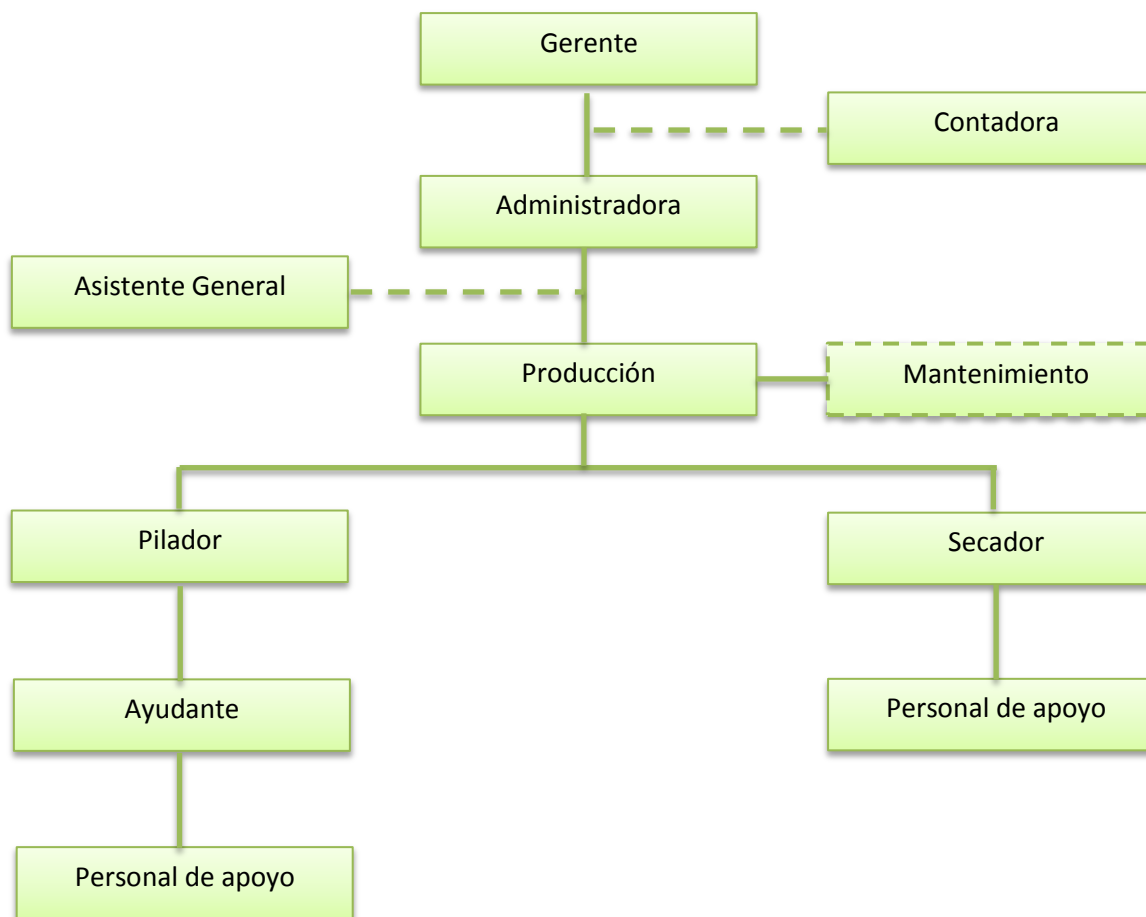 Gerente
Contadora
Administradora
Asistente General
Producción
Mantenimiento
Pilador
Secador
Ayudante
Personal de apoyo
Personal de apoyo